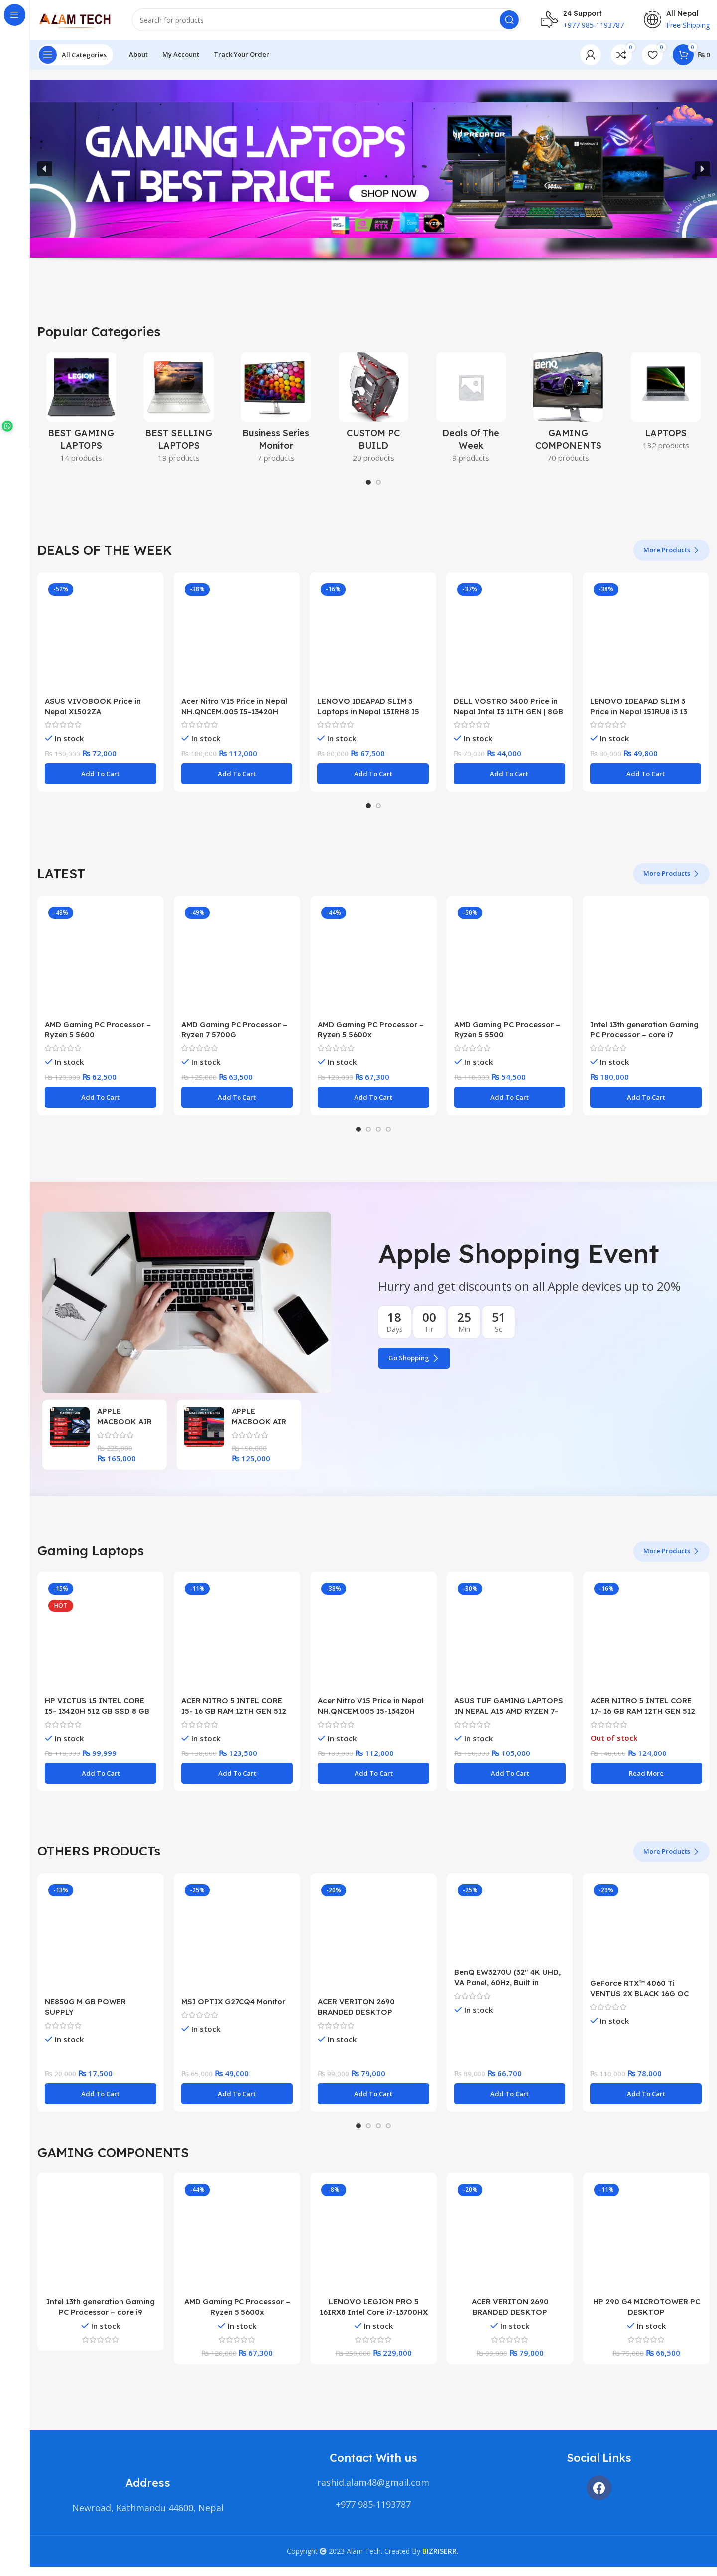 ALAM TECH
Search for products
24 Support
+977 985-1193787
All Nepal
Free Shipping
All Categories
About
My Account
Track Your Order
0
0
0
₨ 0
GAMING LAPTOPS
AT BEST PRICE
SHOP NOW
PREDATOR
RTX
Popular Categories
BEST GAMING LAPTOPS
14 products
BEST SELLING LAPTOPS
19 products
Business Series Monitor
7 products
CUSTOM PC BUILD
20 products
Deals Of The Week
9 products
BenQ
GAMING COMPONENTS
70 products
LAPTOPS
132 products
DEALS OF THE WEEK
More Products
-52%
ASUS VIVOBOOK Price in
Nepal X1502ZA
In stock
₨ 150,000 ₨ 72,000
Add To Cart
-38%
Acer Nitro V15 Price in Nepal
NH.QNCEM.005 I5-13420H
In stock
₨ 180,000 ₨ 112,000
Add To Cart
-16%
LENOVO IDEAPAD SLIM 3
Laptops in Nepal 15IRH8 I5
In stock
₨ 80,000 ₨ 67,500
Add To Cart
-37%
DELL VOSTRO 3400 Price in
Nepal Intel I3 11TH GEN | 8GB
In stock
₨ 70,000 ₨ 44,000
Add To Cart
-38%
LENOVO IDEAPAD SLIM 3
Price in Nepal 15IRU8 i3 13
In stock
₨ 80,000 ₨ 49,800
Add To Cart
LATEST
More Products
-48%
AMD Gaming PC Processor –
Ryzen 5 5600
In stock
₨ 120,000 ₨ 62,500
Add To Cart
-49%
AMD Gaming PC Processor –
Ryzen 7 5700G
In stock
₨ 125,000 ₨ 63,500
Add To Cart
-44%
AMD Gaming PC Processor –
Ryzen 5 5600x
In stock
₨ 120,000 ₨ 67,300
Add To Cart
-50%
AMD Gaming PC Processor –
Ryzen 5 5500
In stock
₨ 110,000 ₨ 54,500
Add To Cart
Intel 13th generation Gaming
PC Processor – core i7
In stock
₨ 180,000
Add To Cart
Apple Shopping Event
Hurry and get discounts on all Apple devices up to 20%
18 00 25 51
Days Hr Min Sc
Go Shopping
APPLE
MACBOOK AIR
₨ 225,000
₨ 165,000
APPLE
MACBOOK AIR
₨ 190,000
₨ 125,000
Gaming Laptops
More Products
-15%
HOT
HP VICTUS 15 INTEL CORE
I5- 13420H 512 GB SSD 8 GB
In stock
₨ 118,000 ₨ 99,999
Add To Cart
-11%
ACER NITRO 5 INTEL CORE
I5- 16 GB RAM 12TH GEN 512
In stock
₨ 138,000 ₨ 123,500
Add To Cart
-38%
Acer Nitro V15 Price in Nepal
NH.QNCEM.005 I5-13420H
In stock
₨ 180,000 ₨ 112,000
Add To Cart
-30%
ASUS TUF GAMING LAPTOPS
IN NEPAL A15 AMD RYZEN 7-
In stock
₨ 150,000 ₨ 105,000
Add To Cart
-16%
ACER NITRO 5 INTEL CORE
17- 16 GB RAM 12TH GEN 512
Out of stock
₨ 148,000 ₨ 124,000
Read More
OTHERS PRODUCTs
More Products
-13%
NE850G M GB POWER
SUPPLY
In stock
₨ 20,000 ₨ 17,500
Add To Cart
-25%
MSI OPTIX G27CQ4 Monitor
In stock
₨ 65,000 ₨ 49,000
Add To Cart
-20%
ACER VERITON 2690
BRANDED DESKTOP
In stock
₨ 99,000 ₨ 79,000
Add To Cart
-25%
BenQ EW3270U (32" 4K UHD,
VA Panel, 60Hz, Built in
In stock
₨ 89,000 ₨ 66,700
Add To Cart
-29%
GeForce RTX™ 4060 Ti
VENTUS 2X BLACK 16G OC
In stock
₨ 110,000 ₨ 78,000
Add To Cart
GAMING COMPONENTS
Intel 13th generation Gaming
PC Processor – core i9
In stock
-44%
AMD Gaming PC Processor –
Ryzen 5 5600x
In stock
₨ 120,000 ₨ 67,300
-8%
LENOVO LEGION PRO 5
16IRX8 Intel Core i7-13700HX
In stock
₨ 250,000 ₨ 229,000
-20%
ACER VERITON 2690
BRANDED DESKTOP
In stock
₨ 99,000 ₨ 79,000
-11%
HP 290 G4 MICROTOWER PC
DESKTOP
In stock
₨ 75,000 ₨ 66,500
Address
Newroad, Kathmandu 44600, Nepal
Contact With us
rashid.alam48@gmail.com
+977 985-1193787
Social Links
Copyright 2023 Alam Tech. Created By BIZRISERR.